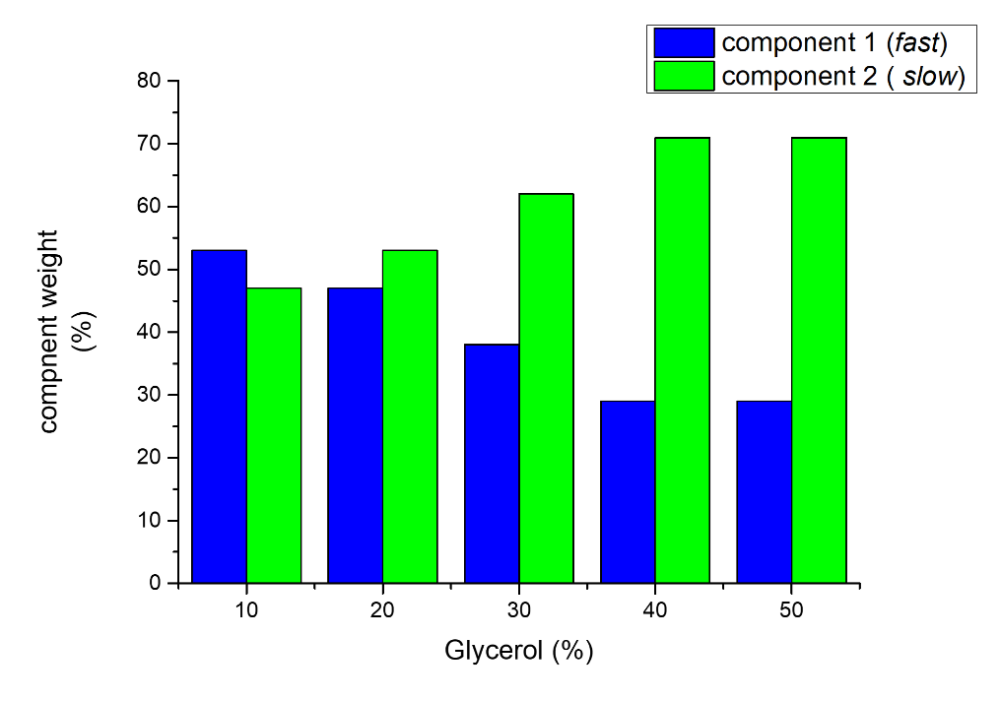 component 1 (fast)
component 2 ( slow)
80
70
60
50
40
30
20
10
0
compnent weight
(%)
10 20 30 40 50
Glycerol (%)